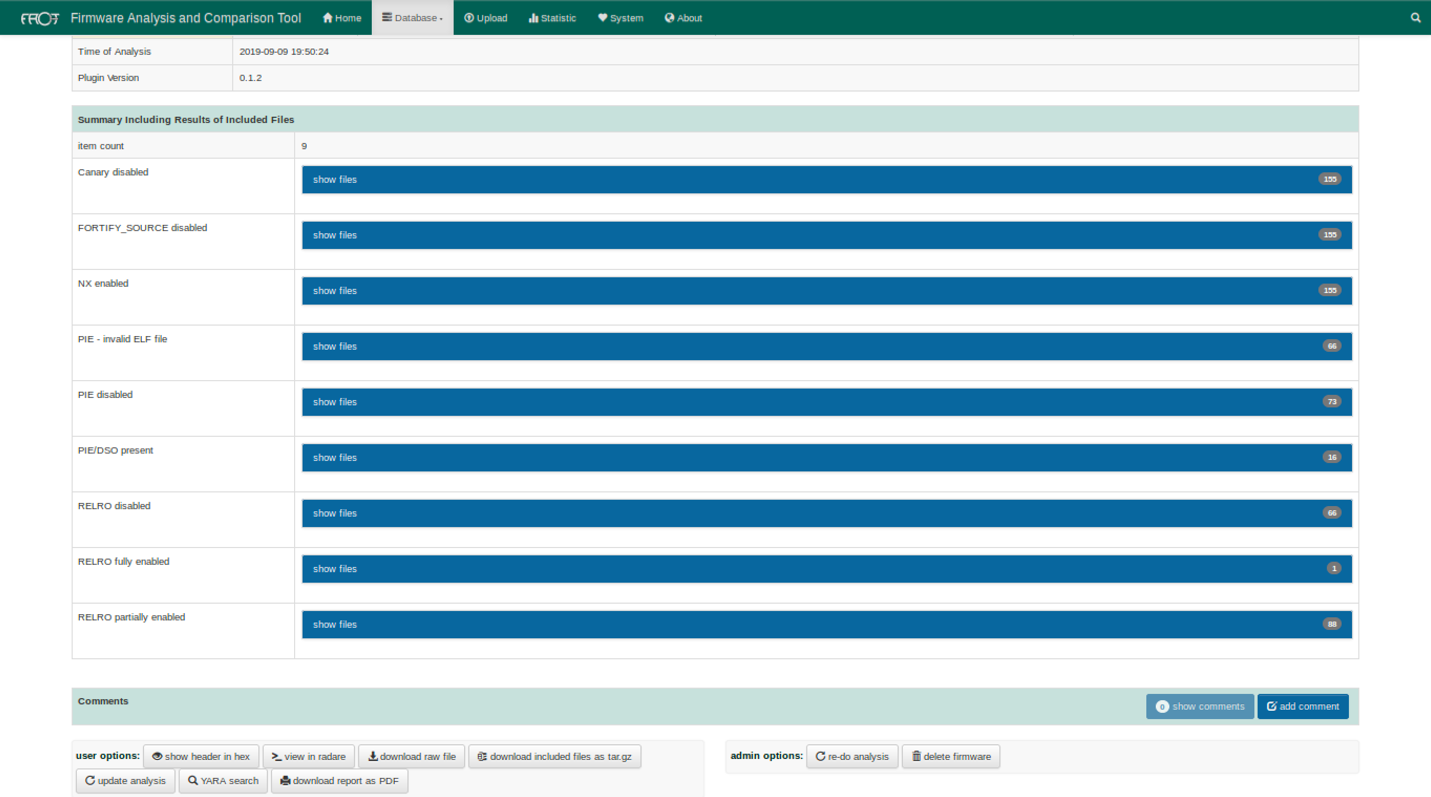 FACT Firmware Analysis and Comparison Tool Home Database Upload Statistic System About
Time of Analysis 2019-09-09 19:50:24
Plugin Version 0.1.2
Summary Including Results of Included Files
item count 9
Canary disabled show files 155
FORTIFY_SOURCE disabled show files 155
NX enabled show files 155
PIE - invalid ELF file show files 66
PIE disabled show files 73
PIE/DSO present show files 16
RELRO disabled show files 66
RELRO fully enabled show files 1
RELRO partially enabled show files 88
Comments 0 show comments add comment
user options: show header in hex view in radare download raw file download included files as tar.gz admin options: re-do analysis delete firmware
update analysis YARA search download report as PDF